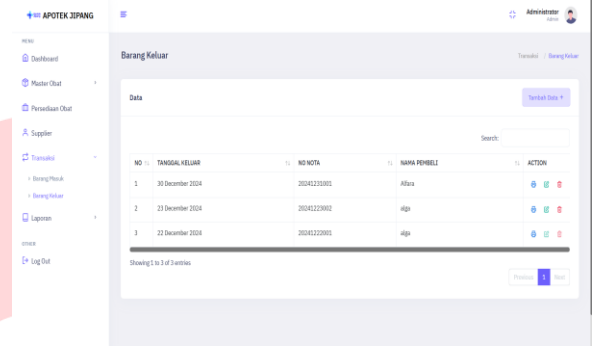 APOTEK JIPANG
Administrator
Admin
MENU
Dashboard
Master Obat
Persediaan Obat
Supplier
Transaksi
Barang Masuk
Barang Keluar
Laporan
OTHER
Log Out
Barang Keluar
Transaksi / Barang Keluar
Data
Tambah Data +
Search:
NO TANGGAL KELUAR NO NOTA NAMA PEMBELI ACTION
1 30 December 2024 20241231001 Alfara
2 23 December 2024 20241223002 alga
3 22 December 2024 20241222001 alga
Showing 1 to 3 of 3 entries
Previous 1 Next